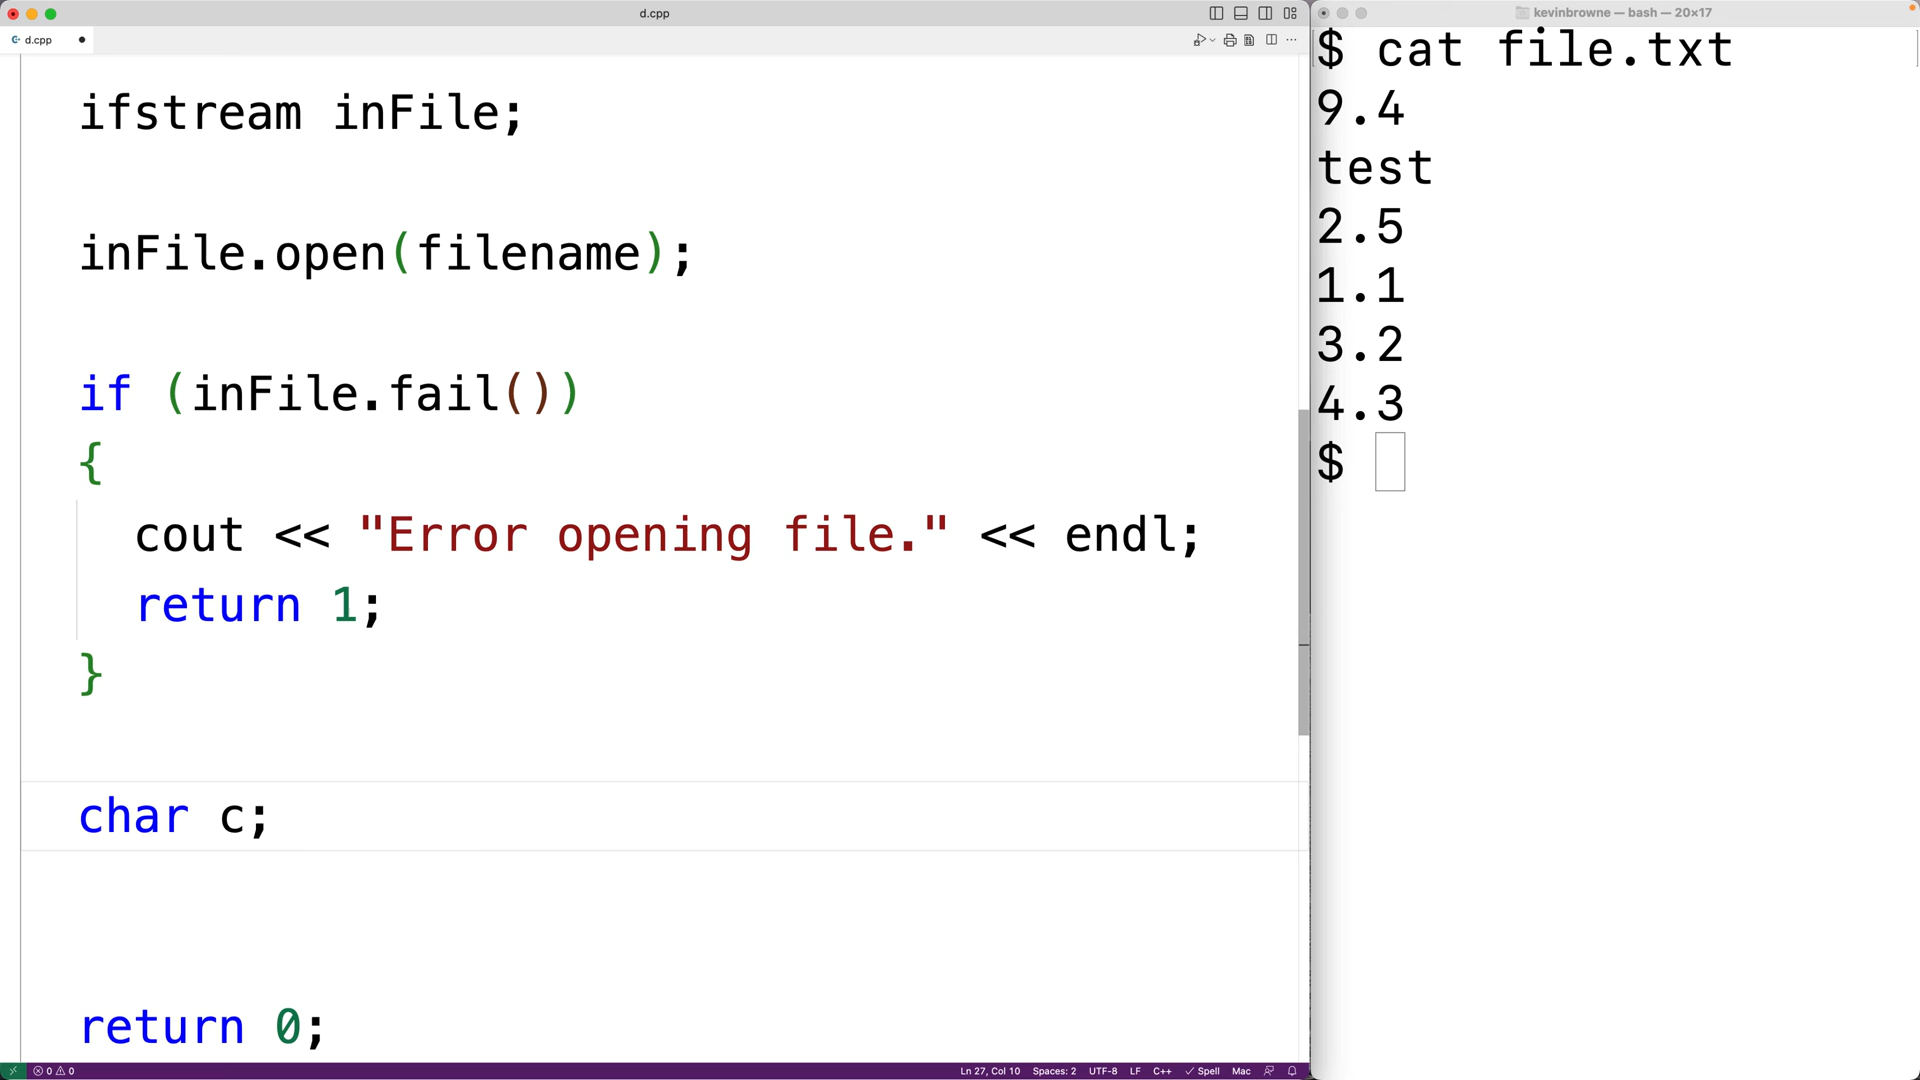 d.cpp
d.cpp
ifstream inFile;
inFile.open(filename);
if (inFile.fail())
{
cout << "Error opening file." << endl;
return 1;
}
char c;
return 0;
0 0
Ln 27, Col 10 Spaces: 2 UTF-8 LF C++ Spell Mac
kevinbrowne — bash — 20×17
$ cat file.txt
9.4
test
2.5
1.1
3.2
4.3
$